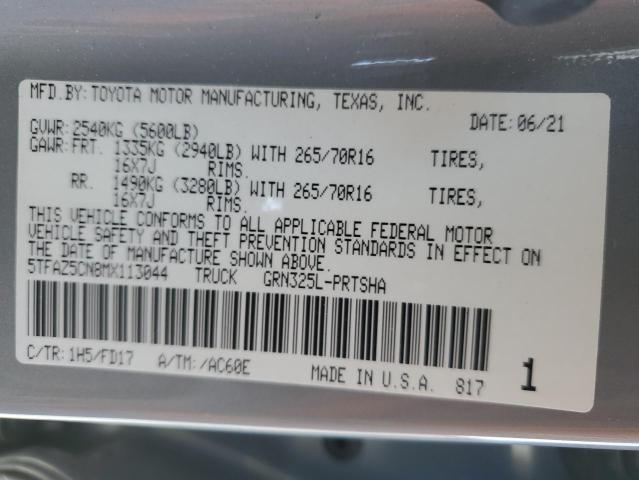 MFD.BY:TOYOTA MOTOR MANUFACTURING, TEXAS, INC.
DATE:06/21
GVWR:2540KG (5600LB)
GAWR:FRT. 1335KG (2940LB) WITH 265/70R16 TIRES,
16X7J RIMS.
RR. 1490KG (3280LB) WITH 265/70R16 TIRES,
16X7J RIMS.
THIS VEHICLE CONFORMS TO ALL APPLICABLE FEDERAL MOTOR
VEHICLE SAFETY AND THEFT PREVENTION STANDARDS IN EFFECT ON
THE DATE OF MANUFACTURE SHOWN ABOVE.
5TFAZ5CN8MX113044 TRUCK GRN325L-PRTSHA
C/TR:1H5/FD17 A/TM:/AC60E MADE IN U.S.A. 817 1